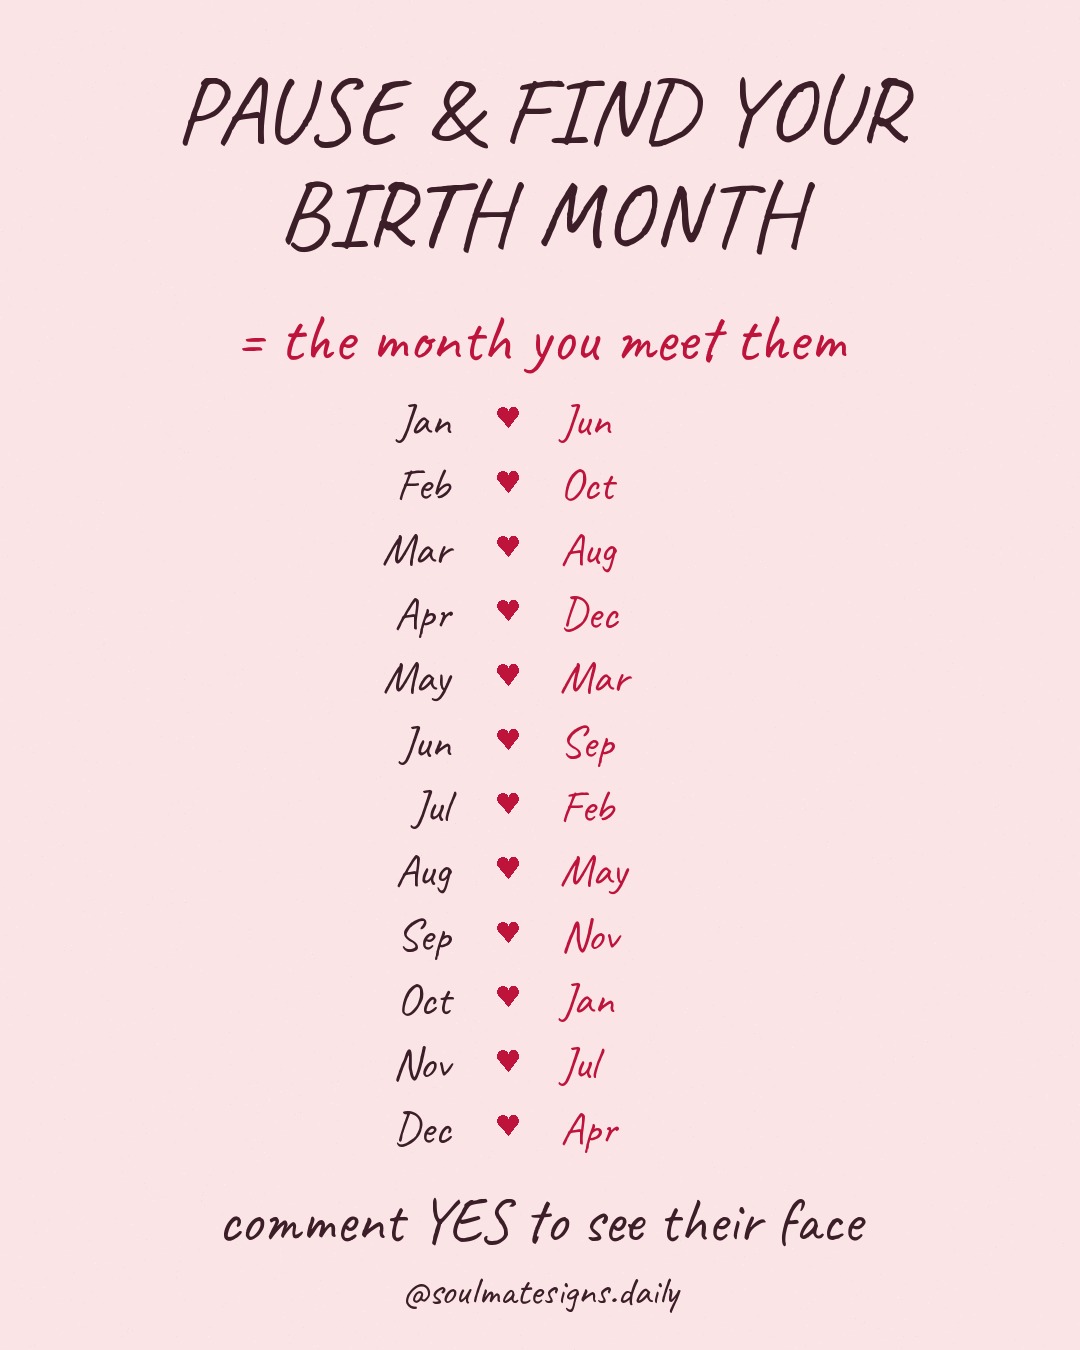 PAUSE & FIND YOUR
BIRTH MONTH
= the month you meet them
Jan ♥ Jun
Feb ♥ Oct
Mar ♥ Aug
Apr ♥ Dec
May ♥ Mar
Jun ♥ Sep
Jul ♥ Feb
Aug ♥ May
Sep ♥ Nov
Oct ♥ Jan
Nov ♥ Jul
Dec ♥ Apr
comment YES to see their face
@soulmatesigns.daily